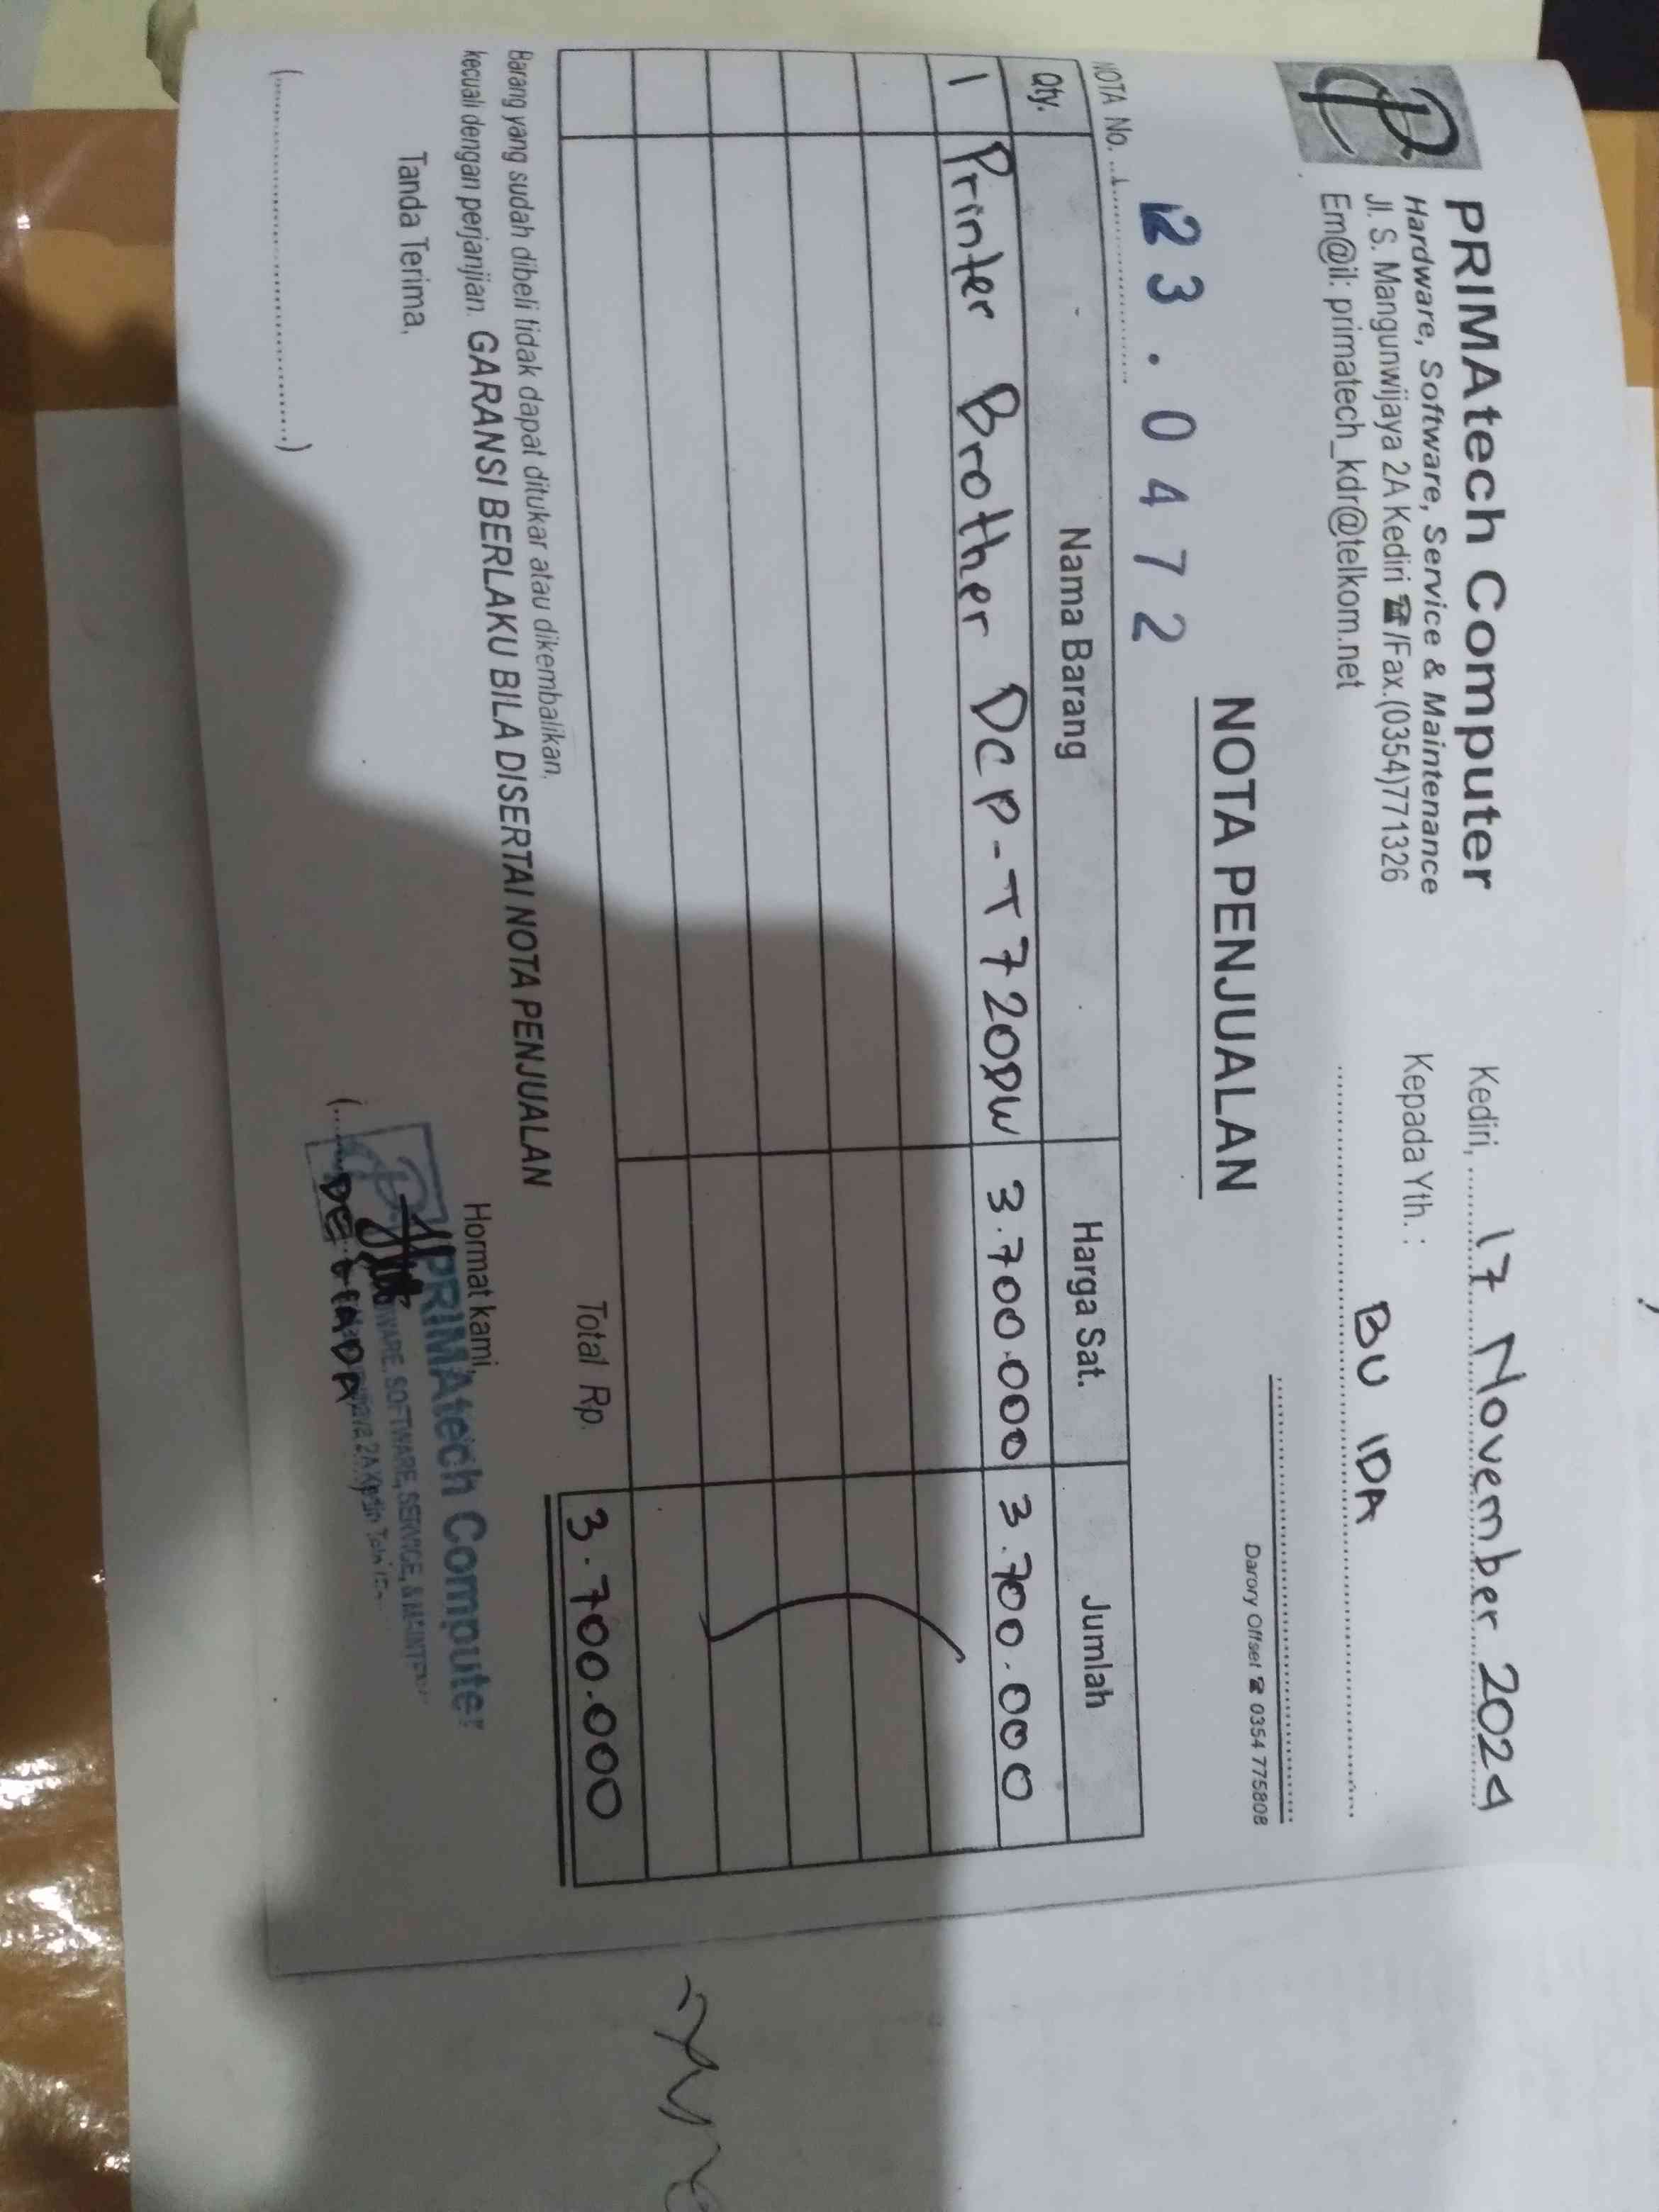 PRIMAtech Computer
Hardware, Software, Service & Maintenance
Jl. S. Mangunwijaya 2A Kediri ☎/Fax.(0354)771326
Em@il: primatech_kdr@telkom.net
Kediri, 17 November 2024
Kepada Yth. :
BU IDA
NOTA PENJUALAN
Darory Offset ☎ 0354 775808
23.0472
NOTA No. ...
Qty. Nama Barang Harga Sat. Jumlah
1 Printer Brother DCP-T720DW 3.700.000 3.700.000
Total Rp. 3.700.000
Barang yang sudah dibeli tidak dapat ditukar atau dikembalikan,
kecuali dengan perjanjian. GARANSI BERLAKU BILA DISERTAI NOTA PENJUALAN
Tanda Terima,
Hormat kami,
PRIMAtech Computer
WARE, SOFTWARE, SERVICE, &
(..............................)